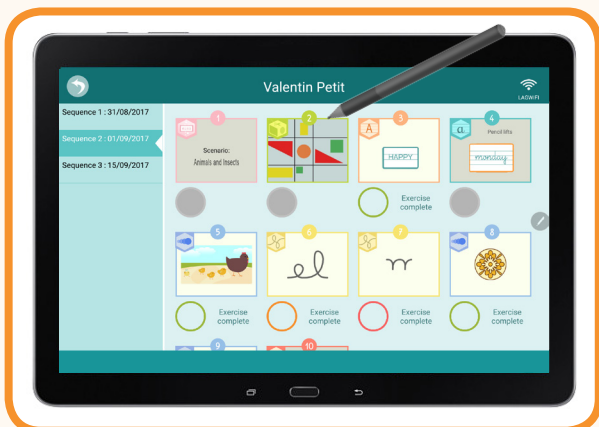 Valentin Petit
LADWIFI
Sequence 1 : 31/08/2017
Sequence 2 : 01/09/2017
Sequence 3 : 15/09/2017
1
2
3
4
Scenario:
Animals and Insects
A
HAPPY
a
Pencil lifts
monday
Exercise
complete
5
6
7
8
el
Exercise
complete
Exercise
complete
Exercise
complete
Exercise
complete
9
10